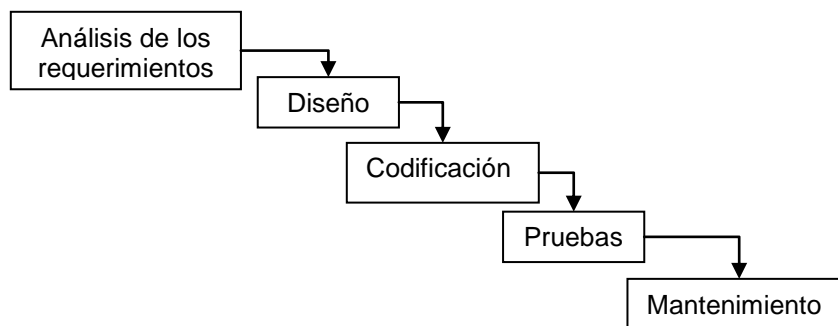 Análisis de los
requerimientos
Diseño
Codificación
Pruebas
Mantenimiento